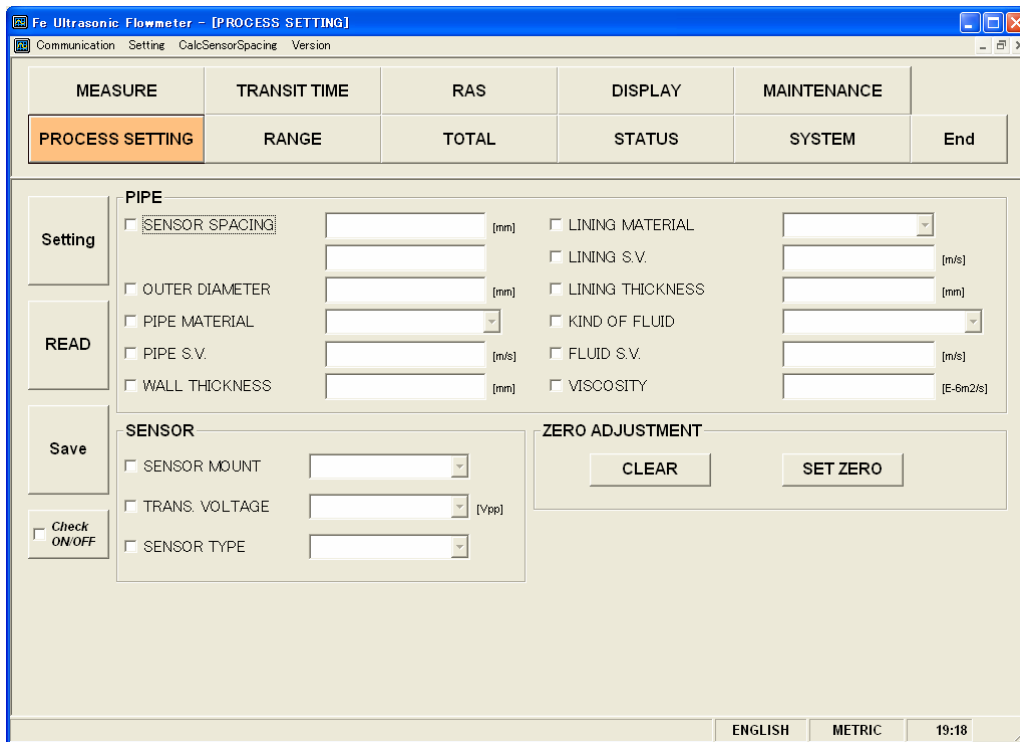 Fe Ultrasonic Flowmeter - [PROCESS SETTING]
Communication Setting CalcSensorSpacing Version
MEASURE TRANSIT TIME RAS DISPLAY MAINTENANCE
PROCESS SETTING RANGE TOTAL STATUS SYSTEM End
Setting
READ
Save
Check ON/OFF
PIPE
SENSOR SPACING [mm] LINING MATERIAL
LINING S.V. [m/s]
OUTER DIAMETER [mm] LINING THICKNESS [mm]
PIPE MATERIAL KIND OF FLUID
PIPE S.V. [m/s] FLUID S.V. [m/s]
WALL THICKNESS [mm] VISCOSITY [E-6m2/s]
SENSOR
SENSOR MOUNT
TRANS. VOLTAGE [Vpp]
SENSOR TYPE
ZERO ADJUSTMENT
CLEAR SET ZERO
ENGLISH METRIC 19:18